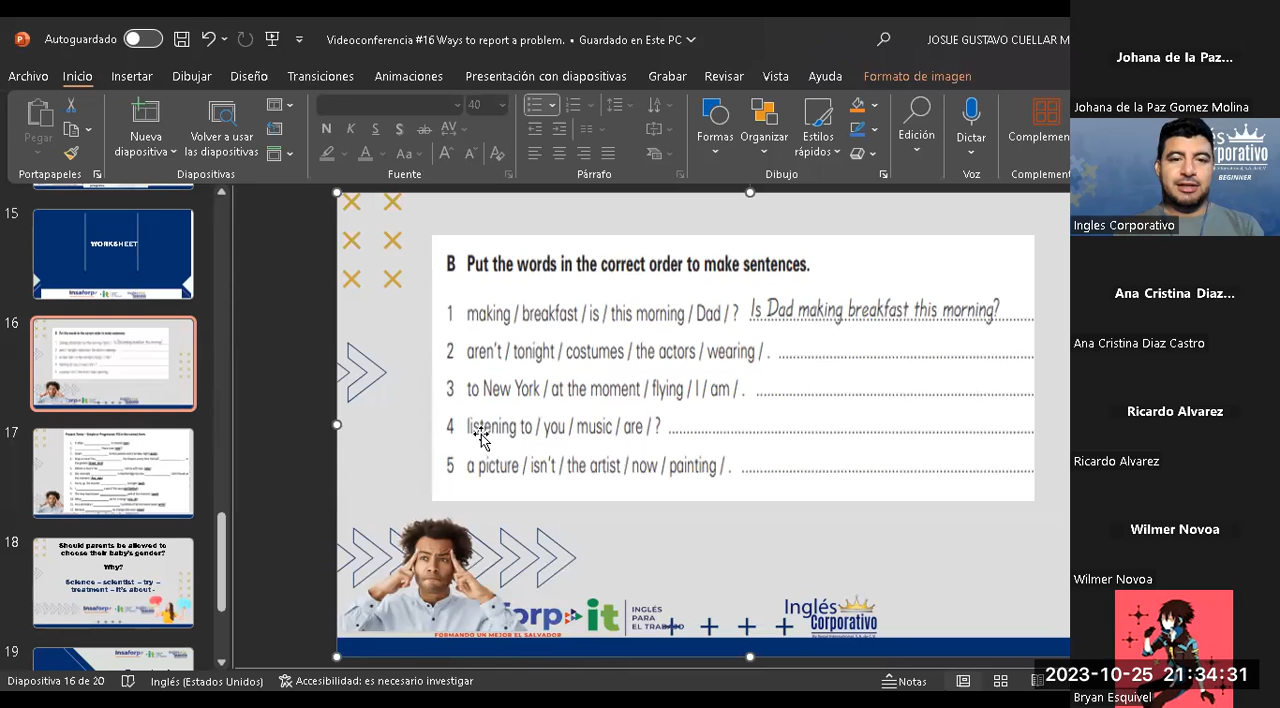 Autoguardado
Videoconferencia #16 Ways to report a problem. • Guardado en Este PC
JOSUE GUSTAVO CUELLAR M
Archivo Inicio Insertar Dibujar Diseño Transiciones Animaciones Presentación con diapositivas Grabar Revisar Vista Ayuda Formato de imagen
Pegar
Nueva diapositiva
Volver a usar las diapositivas
40
N K S S ab AV
A Aa A A A
Formas Organizar Estilos rápidos
Edición
Dictar
Complemen
Portapapeles Diapositivas Fuente Párrafo Dibujo Voz Complement
15
WORKSHEET
16
17
18
Should parents be allowed to
choose their baby's gender?
Why?
Science – scientist – try –
treatment – it's about -
19
B Put the words in the correct order to make sentences.
1 making / breakfast / is / this morning / Dad / ? Is Dad making breakfast this morning?
2 aren't / tonight / costumes / the actors / wearing / .
3 to New York / at the moment / flying / I / am / .
4 listening to / you / music / are / ?
5 a picture / isn't / the artist / now / painting / .
orp it
INGLÉS
PARA
EL TRABAJO
FORMANDO UN MEJOR EL SALVADOR
Inglés
Corporativo
Diapositiva 16 de 20
Inglés (Estados Unidos)
Accesibilidad: es necesario investigar
Notas
Johana de la Paz...
Johana de la Paz Gomez Molina
Inglés
orporativo
BEGINNER
Ingles Corporativo
Ana Cristina Diaz...
Ana Cristina Diaz Castro
Ricardo Alvarez
Ricardo Alvarez
Wilmer Novoa
Wilmer Novoa
2023-10-25 21:34:31
Bryan Esquivel